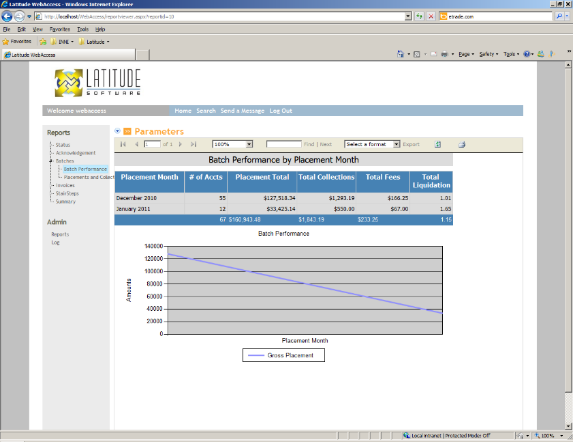 Latitude WebAccess - Windows Internet Explorer
http://localhost/WebAccess/reportviewer.aspx?reportid=10
etrade.com
File Edit View Favorites Tools Help
Favorites Latitude
Latitude WebAccess
Page Safety Tools
LATITUDE
SOFTWARE
Welcome webaccess
Home Search Send a Message Log Out
Reports
Status
Acknowledgement
Batches
Batch Performance
Placements and Collect
Invoices
Stair Steps
Summary
Admin
Reports
Log
Parameters
1 of 1 100% Find | Next Select a format Export
Batch Performance by Placement Month
Placement Month # of Accts Placement Total Total Collections Total Fees Total Liquidation
December 2010 55 $127,518.34 $1,293.19 $166.25 1.01
January 2011 12 $33,425.14 $550.00 $67.00 1.65
67 $160,943.48 $1,843.19 $233.25 1.15
Batch Performance
140000
120000
100000
80000
60000
40000
20000
0
Amounts
Placement Month
Gross Placement
Local intranet | Protected Mode: Off
100%